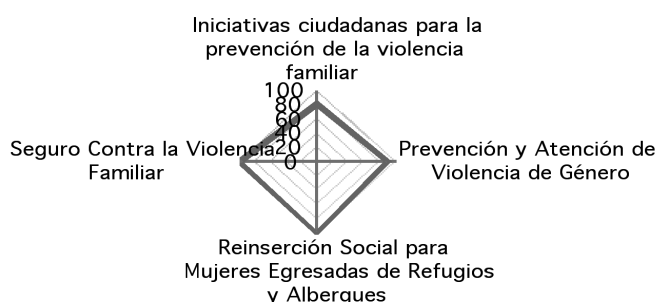 Iniciativas ciudadanas para la
prevención de la violencia
familiar
100
80
60
40
20
0
Seguro Contra la Violencia
Familiar
Prevención y Atención de
Violencia de Género
Reinserción Social para
Mujeres Egresadas de Refugios
y Albergues